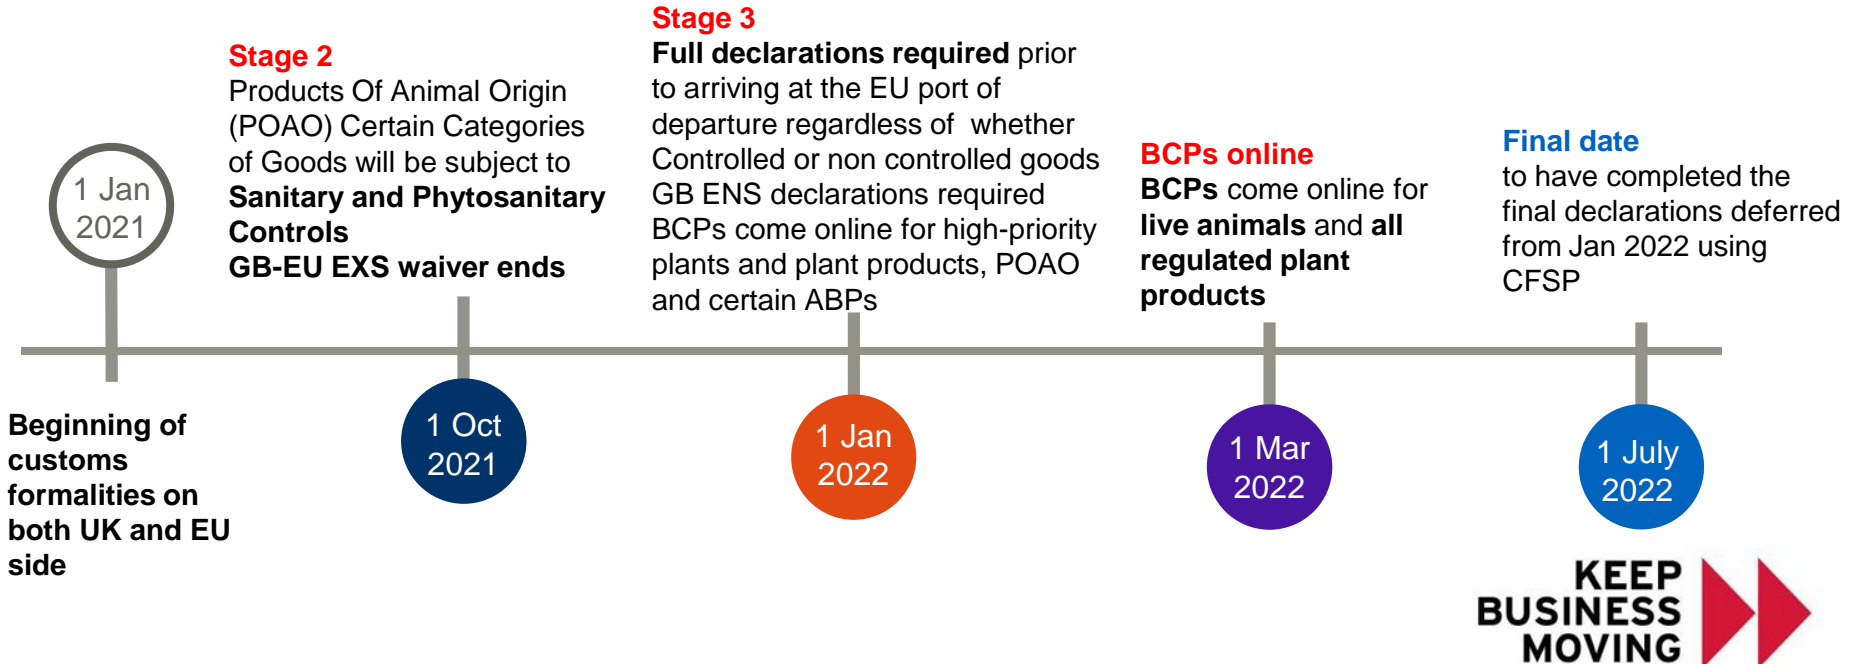 1 Jan
2021
Beginning of
customs
formalities on
both UK and EU
side
Stage 2
Products Of Animal Origin
(POAO) Certain Categories
of Goods will be subject to
Sanitary and Phytosanitary
Controls
GB-EU EXS waiver ends
1 Oct
2021
Stage 3
Full declarations required prior
to arriving at the EU port of
departure regardless of whether
Controlled or non controlled goods
GB ENS declarations required
BCPs come online for high-priority
plants and plant products, POAO
and certain ABPs
1 Jan
2022
BCPs online
BCPs come online for
live animals and all
regulated plant
products
1 Mar
2022
Final date
to have completed the
final declarations deferred
from Jan 2022 using
CFSP
1 July
2022
KEEP
BUSINESS
MOVING